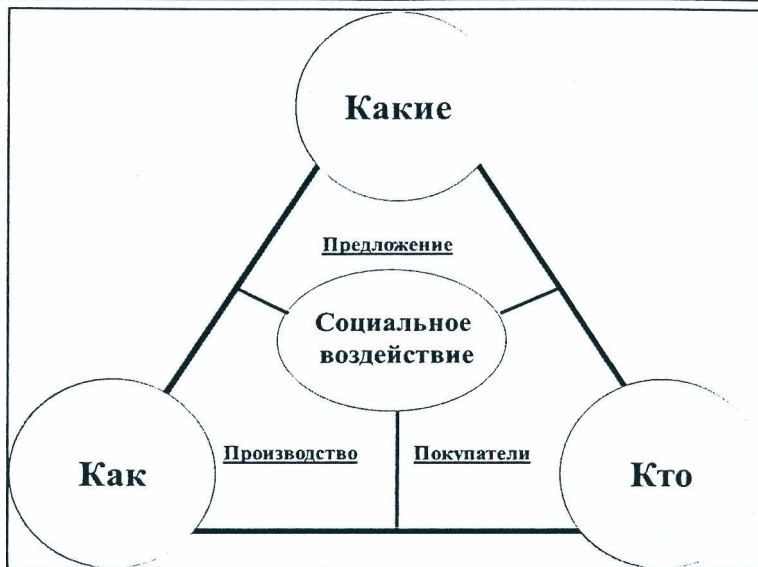 Какие
Предложение
Социальное
воздействие
Производство
Покупатели
Как
Кто